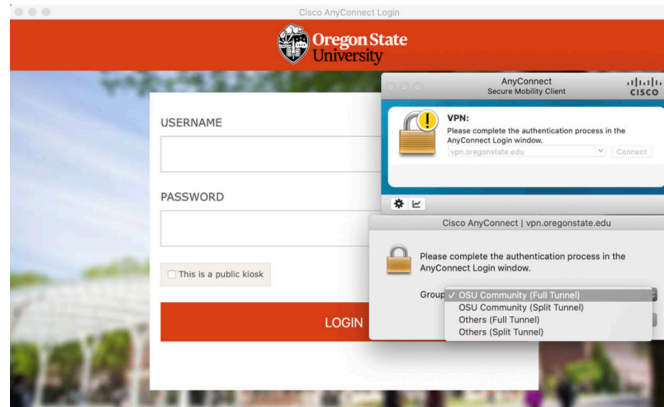 Cisco AnyConnect Login
Oregon State
University
USERNAME
PASSWORD
This is a public kiosk
LOGIN
AnyConnect
Secure Mobility Client
CISCO
VPN:
Please complete the authentication process in the
AnyConnect Login window.
vpn.oregonstate.edu
Connect
Cisco AnyConnect | vpn.oregonstate.edu
Please complete the authentication process in the
AnyConnect Login window.
Group
✓ OSU Community (Full Tunnel)
OSU Community (Split Tunnel)
Others (Full Tunnel)
Others (Split Tunnel)